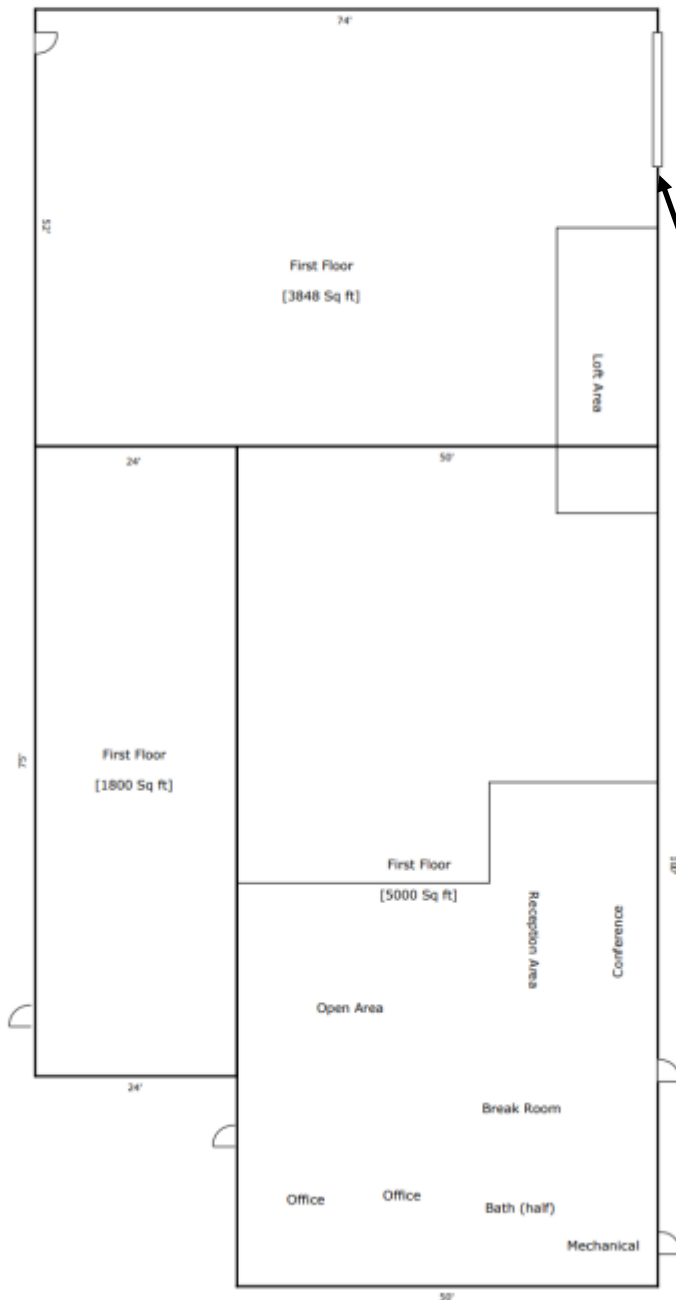 74'
52'
First Floor
[3848 Sq ft]
Loft Area
24'
50'
75'
First Floor
[1800 Sq ft]
First Floor
[5000 Sq ft]
Reception Area
Conference
Open Area
24'
Break Room
Office
Office
Bath (half)
Mechanical
50'